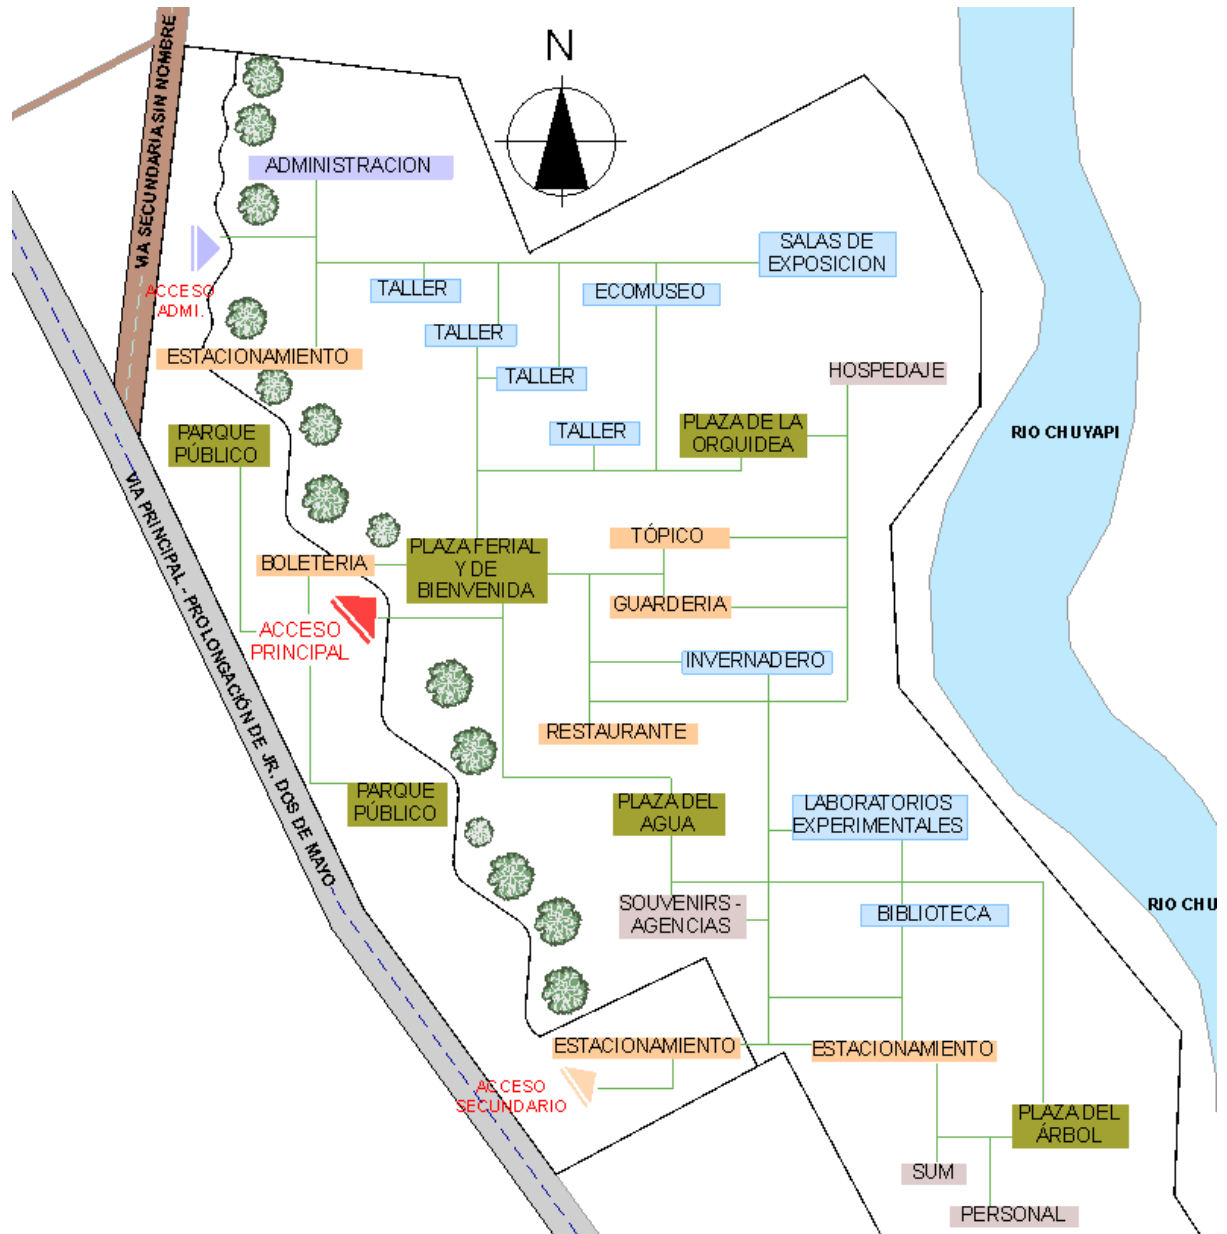 N
VIA SECUNDARIA SIN NOMBRE
ADMINISTRACION
SALAS DE
EXPOSICION
ACCESO
ADMI.
TALLER
ECOMUSEO
TALLER
ESTACIONAMIENTO
TALLER
HOSPEDAJE
PARQUE
PÚBLICO
TALLER
PLAZA DE LA
ORQUIDEA
RIO CHUYAPI
VIA PRINCIPAL - PROLONGACIÓN DE JR. DOS DE MAYO
BOLETERIA
PLAZA FERIAL
Y DE
BIENVENIDA
TÓPICO
GUARDERIA
ACCESO
PRINCIPAL
INVERNADERO
RESTAURANTE
PARQUE
PÚBLICO
PLAZA DEL
AGUA
LABORATORIOS
EXPERIMENTALES
SOUVENIRS -
AGENCIAS
BIBLIOTECA
RIO CHU
ESTACIONAMIENTO
ESTACIONAMIENTO
ACCESO
SECUNDARIO
PLAZA DEL
ÁRBOL
SUM
PERSONAL